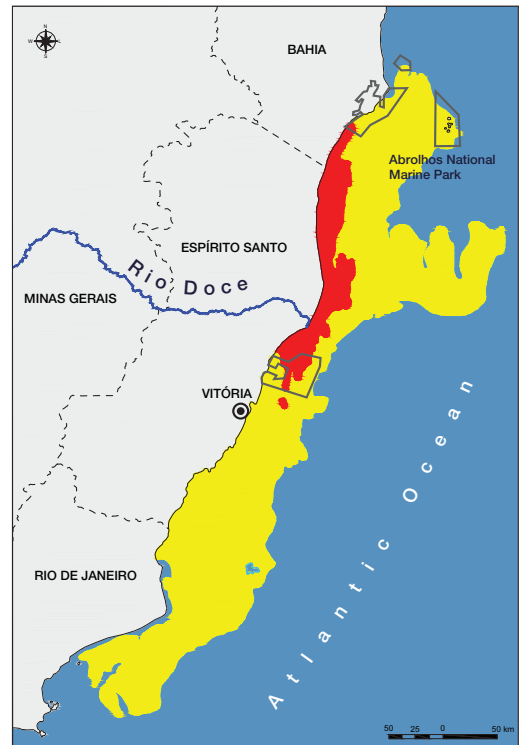 N
W
L
S
BAHIA
Abrolhos National
Marine Park
ESPÍRITO SANTO
Rio Doce
MINAS GERAIS
VITÓRIA
Atlantic Ocean
RIO DE JANEIRO
50 25 0 50 km